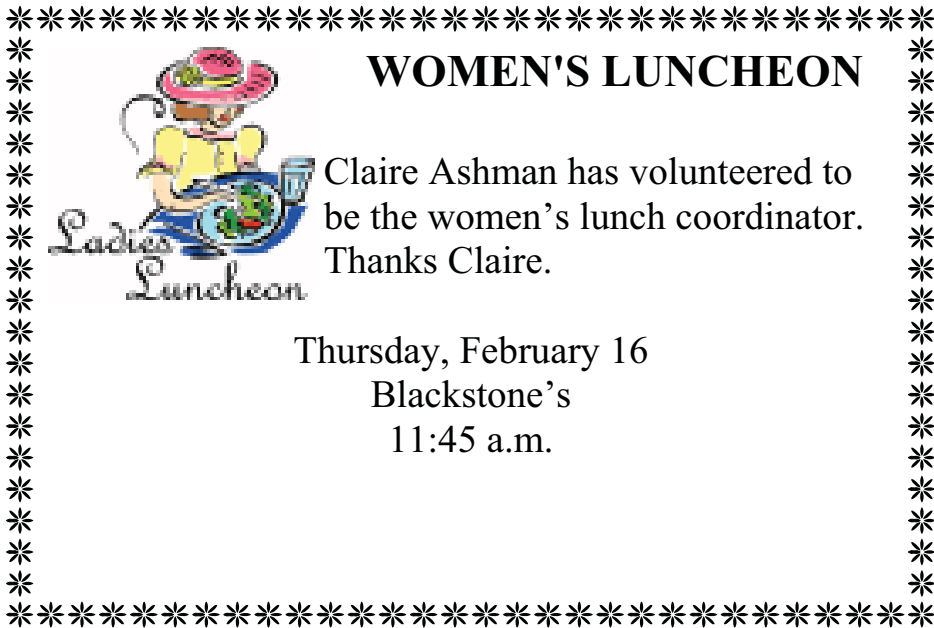 WOMEN'S LUNCHEON
Claire Ashman has volunteered to
be the women’s lunch coordinator.
Thanks Claire.
Ladies
Luncheon
Thursday, February 16
Blackstone’s
11:45 a.m.